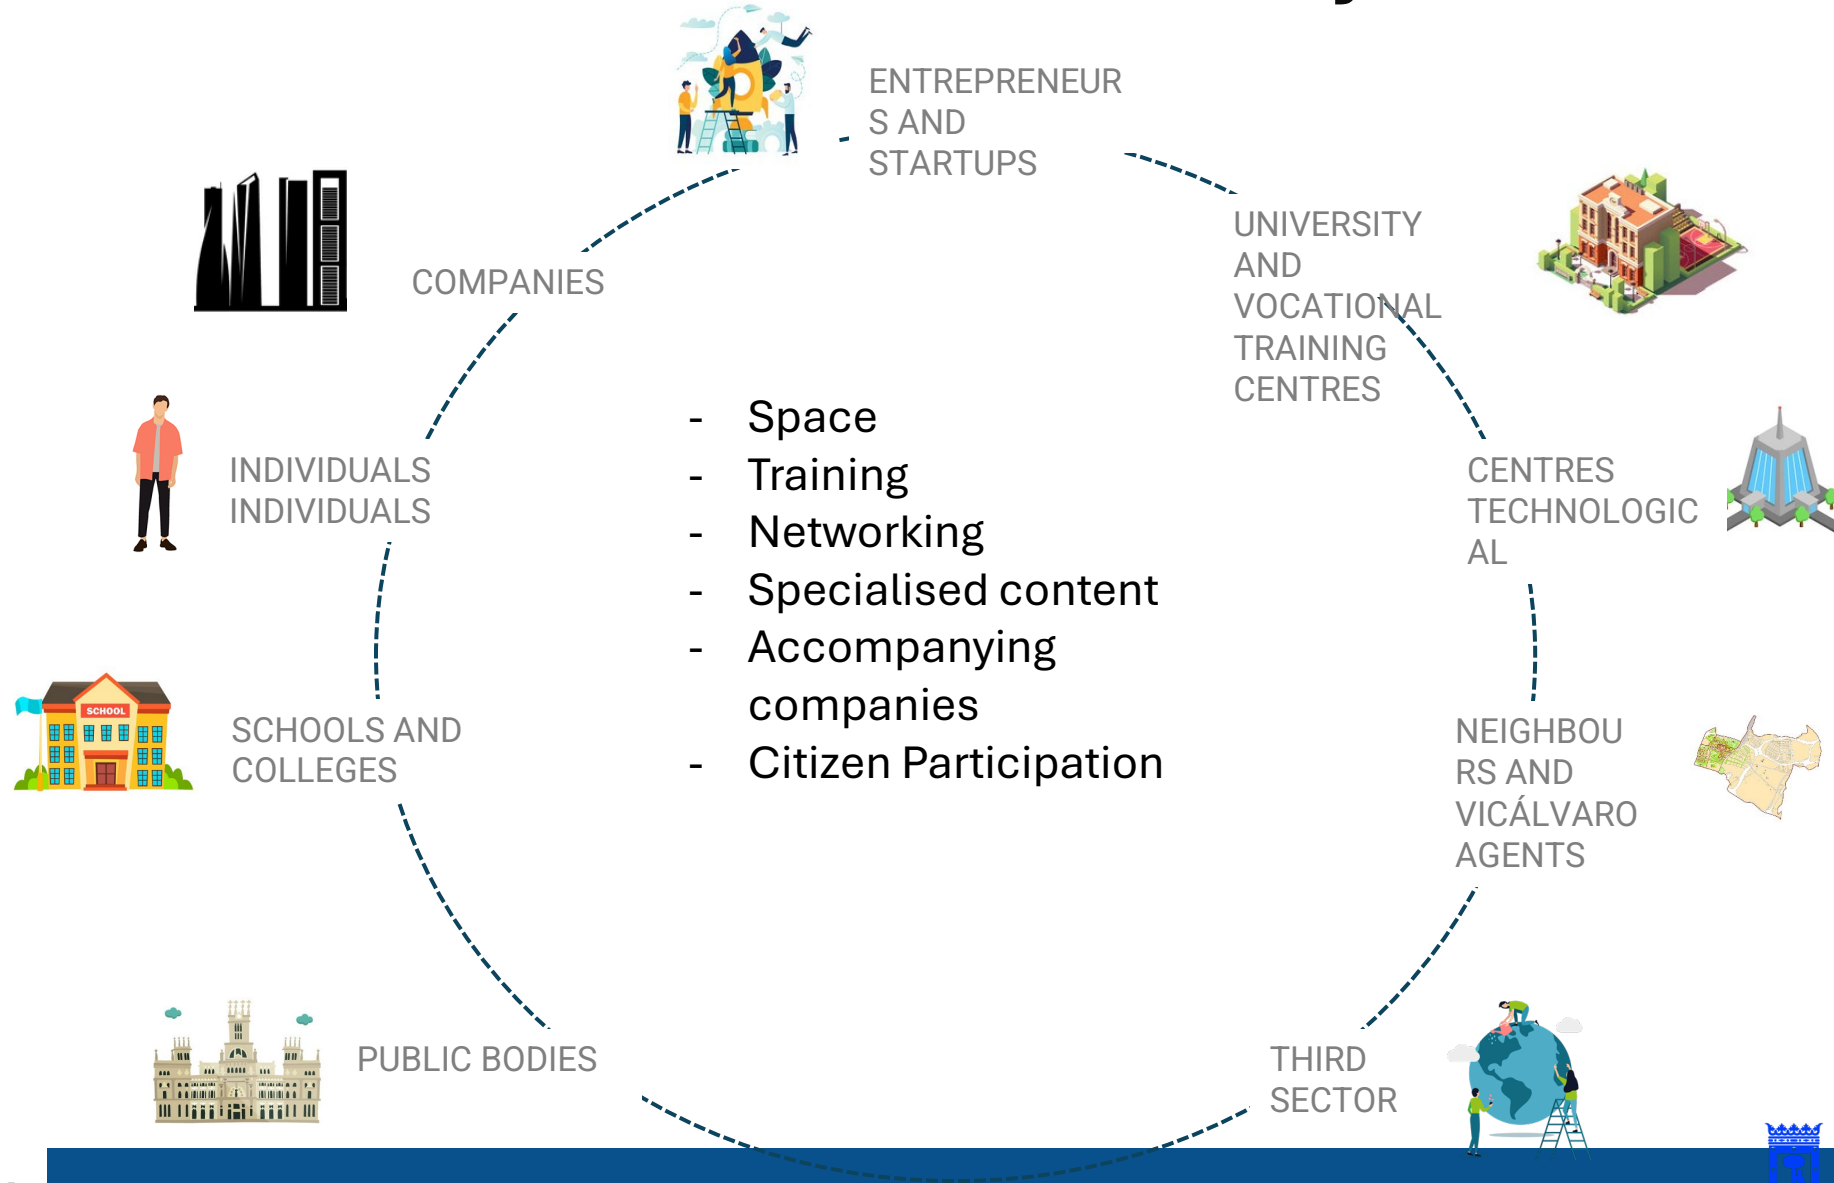 ENTREPRENEUR
S AND
STARTUPS
COMPANIES
UNIVERSITY
AND
VOCATIONAL
TRAINING
CENTRES
INDIVIDUALS
INDIVIDUALS
- Space
- Training
- Networking
- Specialised content
- Accompanying
companies
- Citizen Participation
CENTRES
TECHNOLOGIC
AL
SCHOOL
SCHOOLS AND
COLLEGES
NEIGHBOU
RS AND
VICÁLVARO
AGENTS
PUBLIC BODIES
THIRD
SECTOR